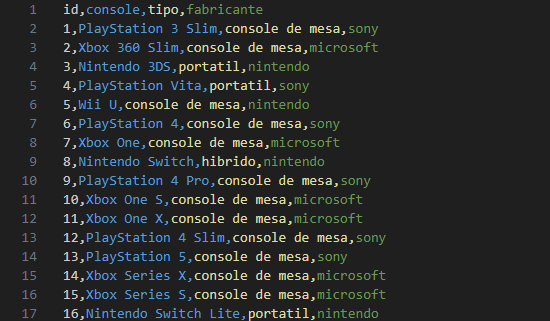 1 id,console,tipo,fabricante
2 1,PlayStation 3 Slim,console de mesa,sony
3 2,Xbox 360 Slim,console de mesa,microsoft
4 3,Nintendo 3DS,portatil,nintendo
5 4,PlayStation Vita,portatil,sony
6 5,Wii U,console de mesa,nintendo
7 6,PlayStation 4,console de mesa,sony
8 7,Xbox One,console de mesa,microsoft
9 8,Nintendo Switch,hibrido,nintendo
10 9,PlayStation 4 Pro,console de mesa,sony
11 10,Xbox One S,console de mesa,microsoft
12 11,Xbox One X,console de mesa,microsoft
13 12,PlayStation 4 Slim,console de mesa,sony
14 13,PlayStation 5,console de mesa,sony
15 14,Xbox Series X,console de mesa,microsoft
16 15,Xbox Series S,console de mesa,microsoft
17 16,Nintendo Switch Lite,portatil,nintendo